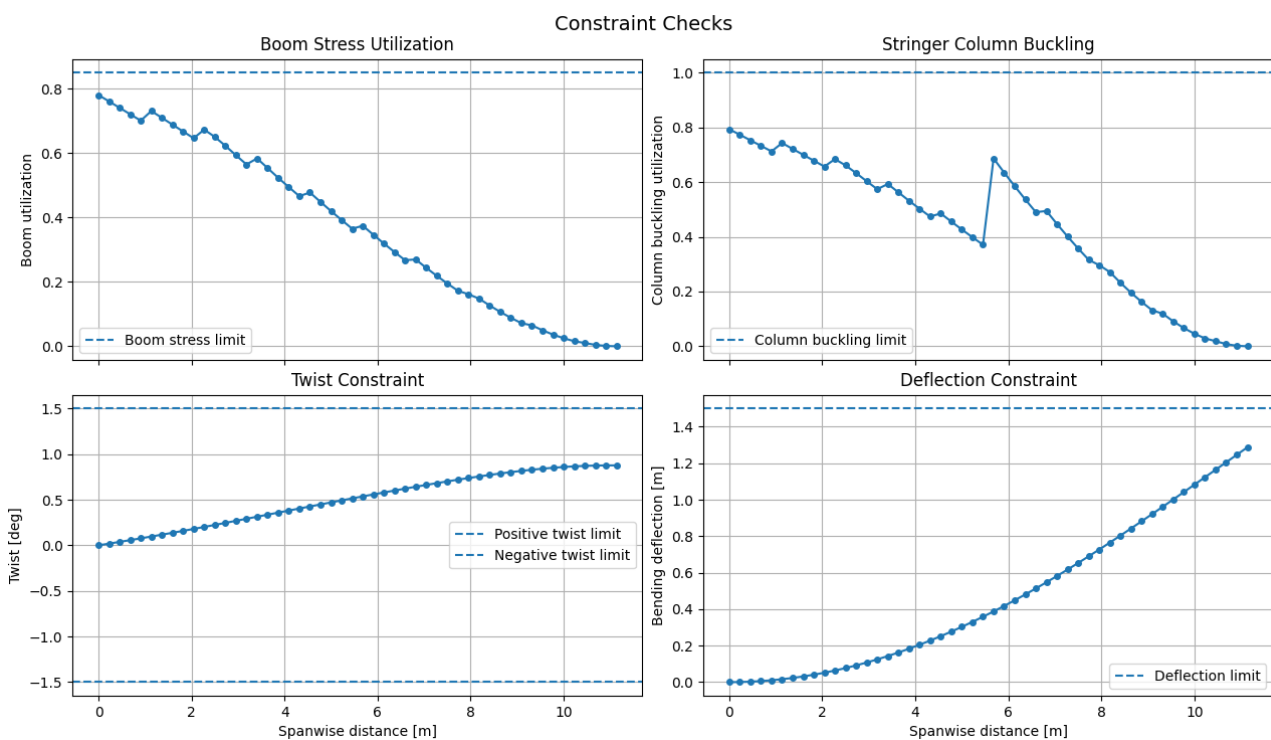 Constraint Checks
Boom Stress Utilization
Boom utilization
0.8
0.6
0.4
0.2
0.0
Boom stress limit
Stringer Column Buckling
Column buckling utilization
1.0
0.8
0.6
0.4
0.2
0.0
Column buckling limit
Twist Constraint
Twist [deg]
1.5
1.0
0.5
0.0
−0.5
−1.0
−1.5
Positive twist limit
Negative twist limit
0 2 4 6 8 10
Spanwise distance [m]
Deflection Constraint
Bending deflection [m]
1.4
1.2
1.0
0.8
0.6
0.4
0.2
0.0
Deflection limit
0 2 4 6 8 10
Spanwise distance [m]